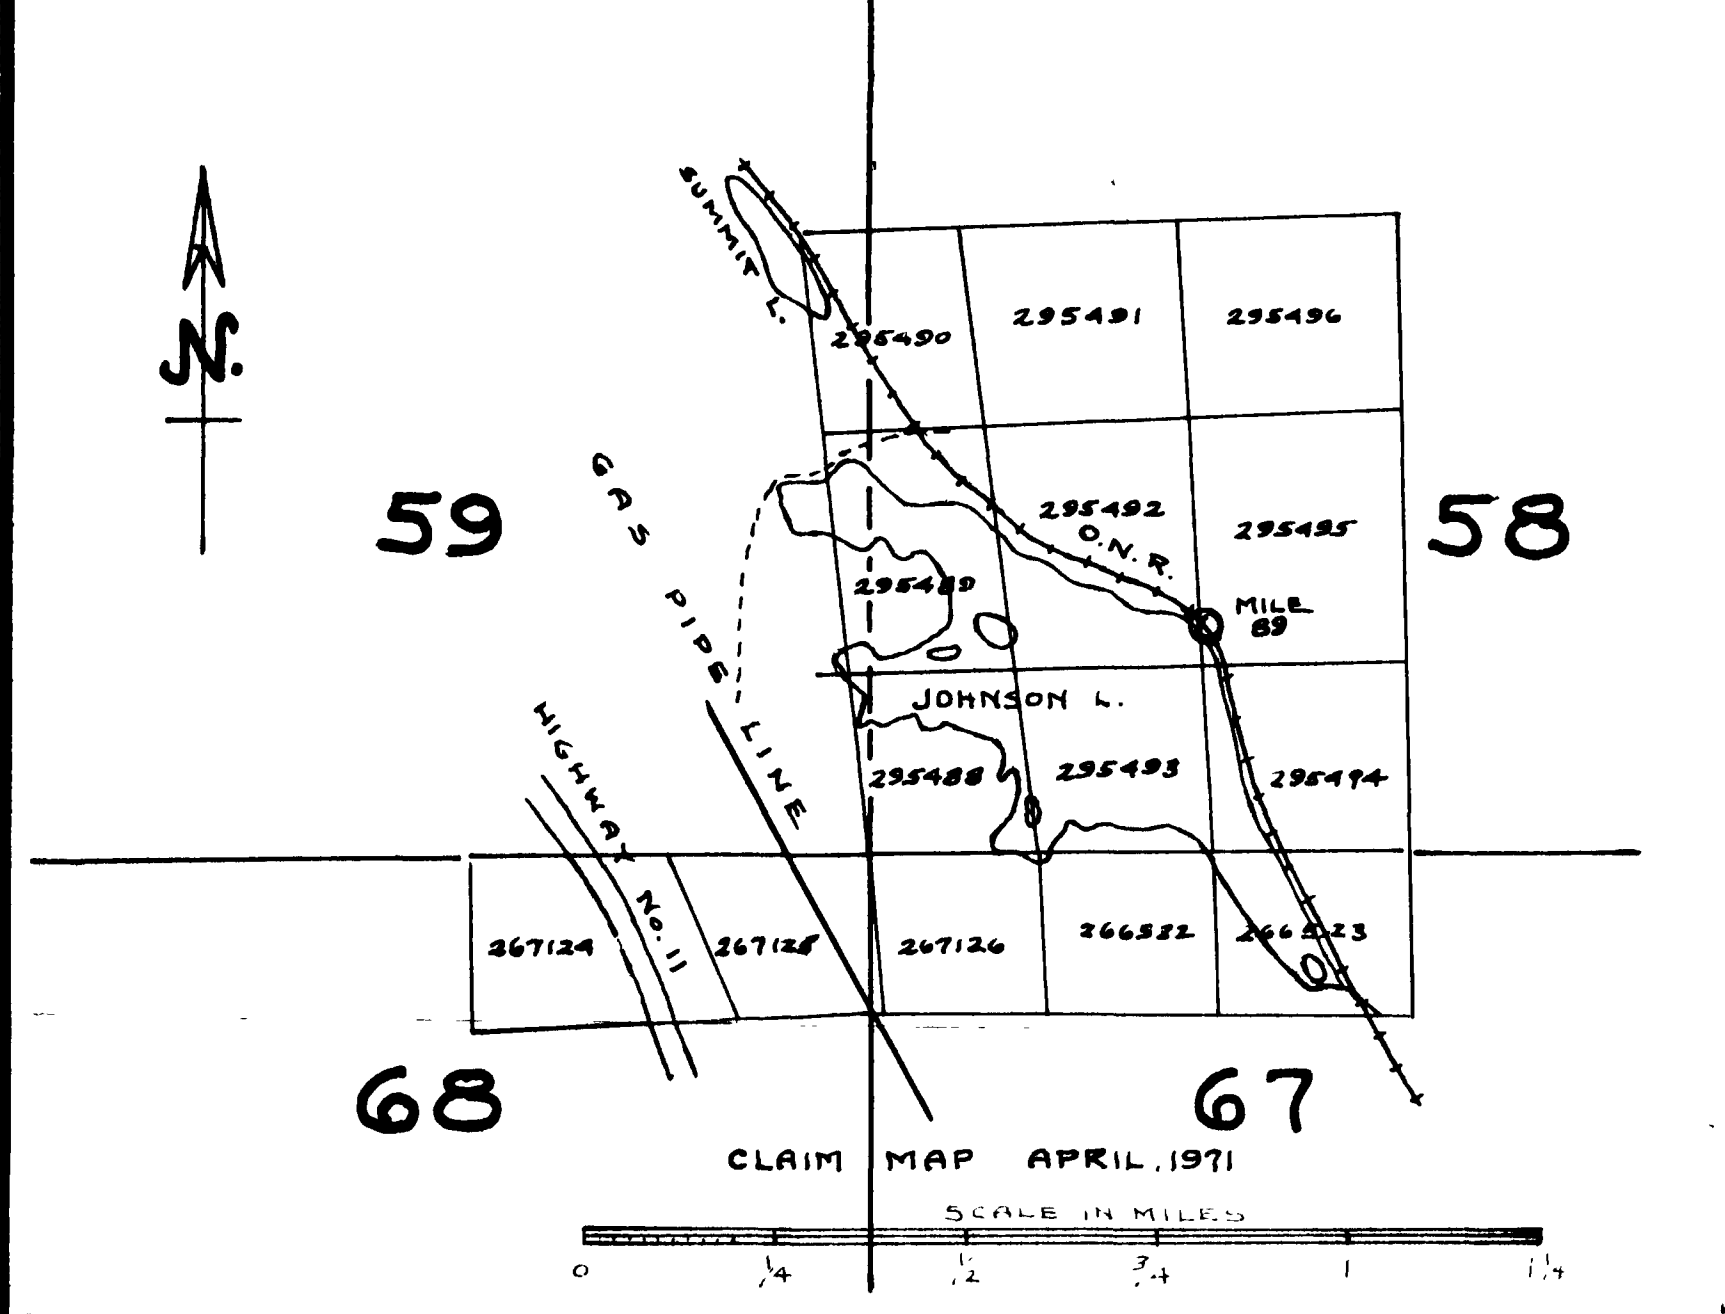 SUMMIT L.
N.
295490
295491
295496
59
GAS PIPE LINE
295492
O.N.R.
295495
58
295489
MILE
89
JOHNSON L.
HIGHWAY No. 11
295488
295493
295494
267124
267126
68
67
CLAIM MAP APRIL, 1971
SCALE IN MILES
0 1/4 1/2 3/4 1 1 1/4